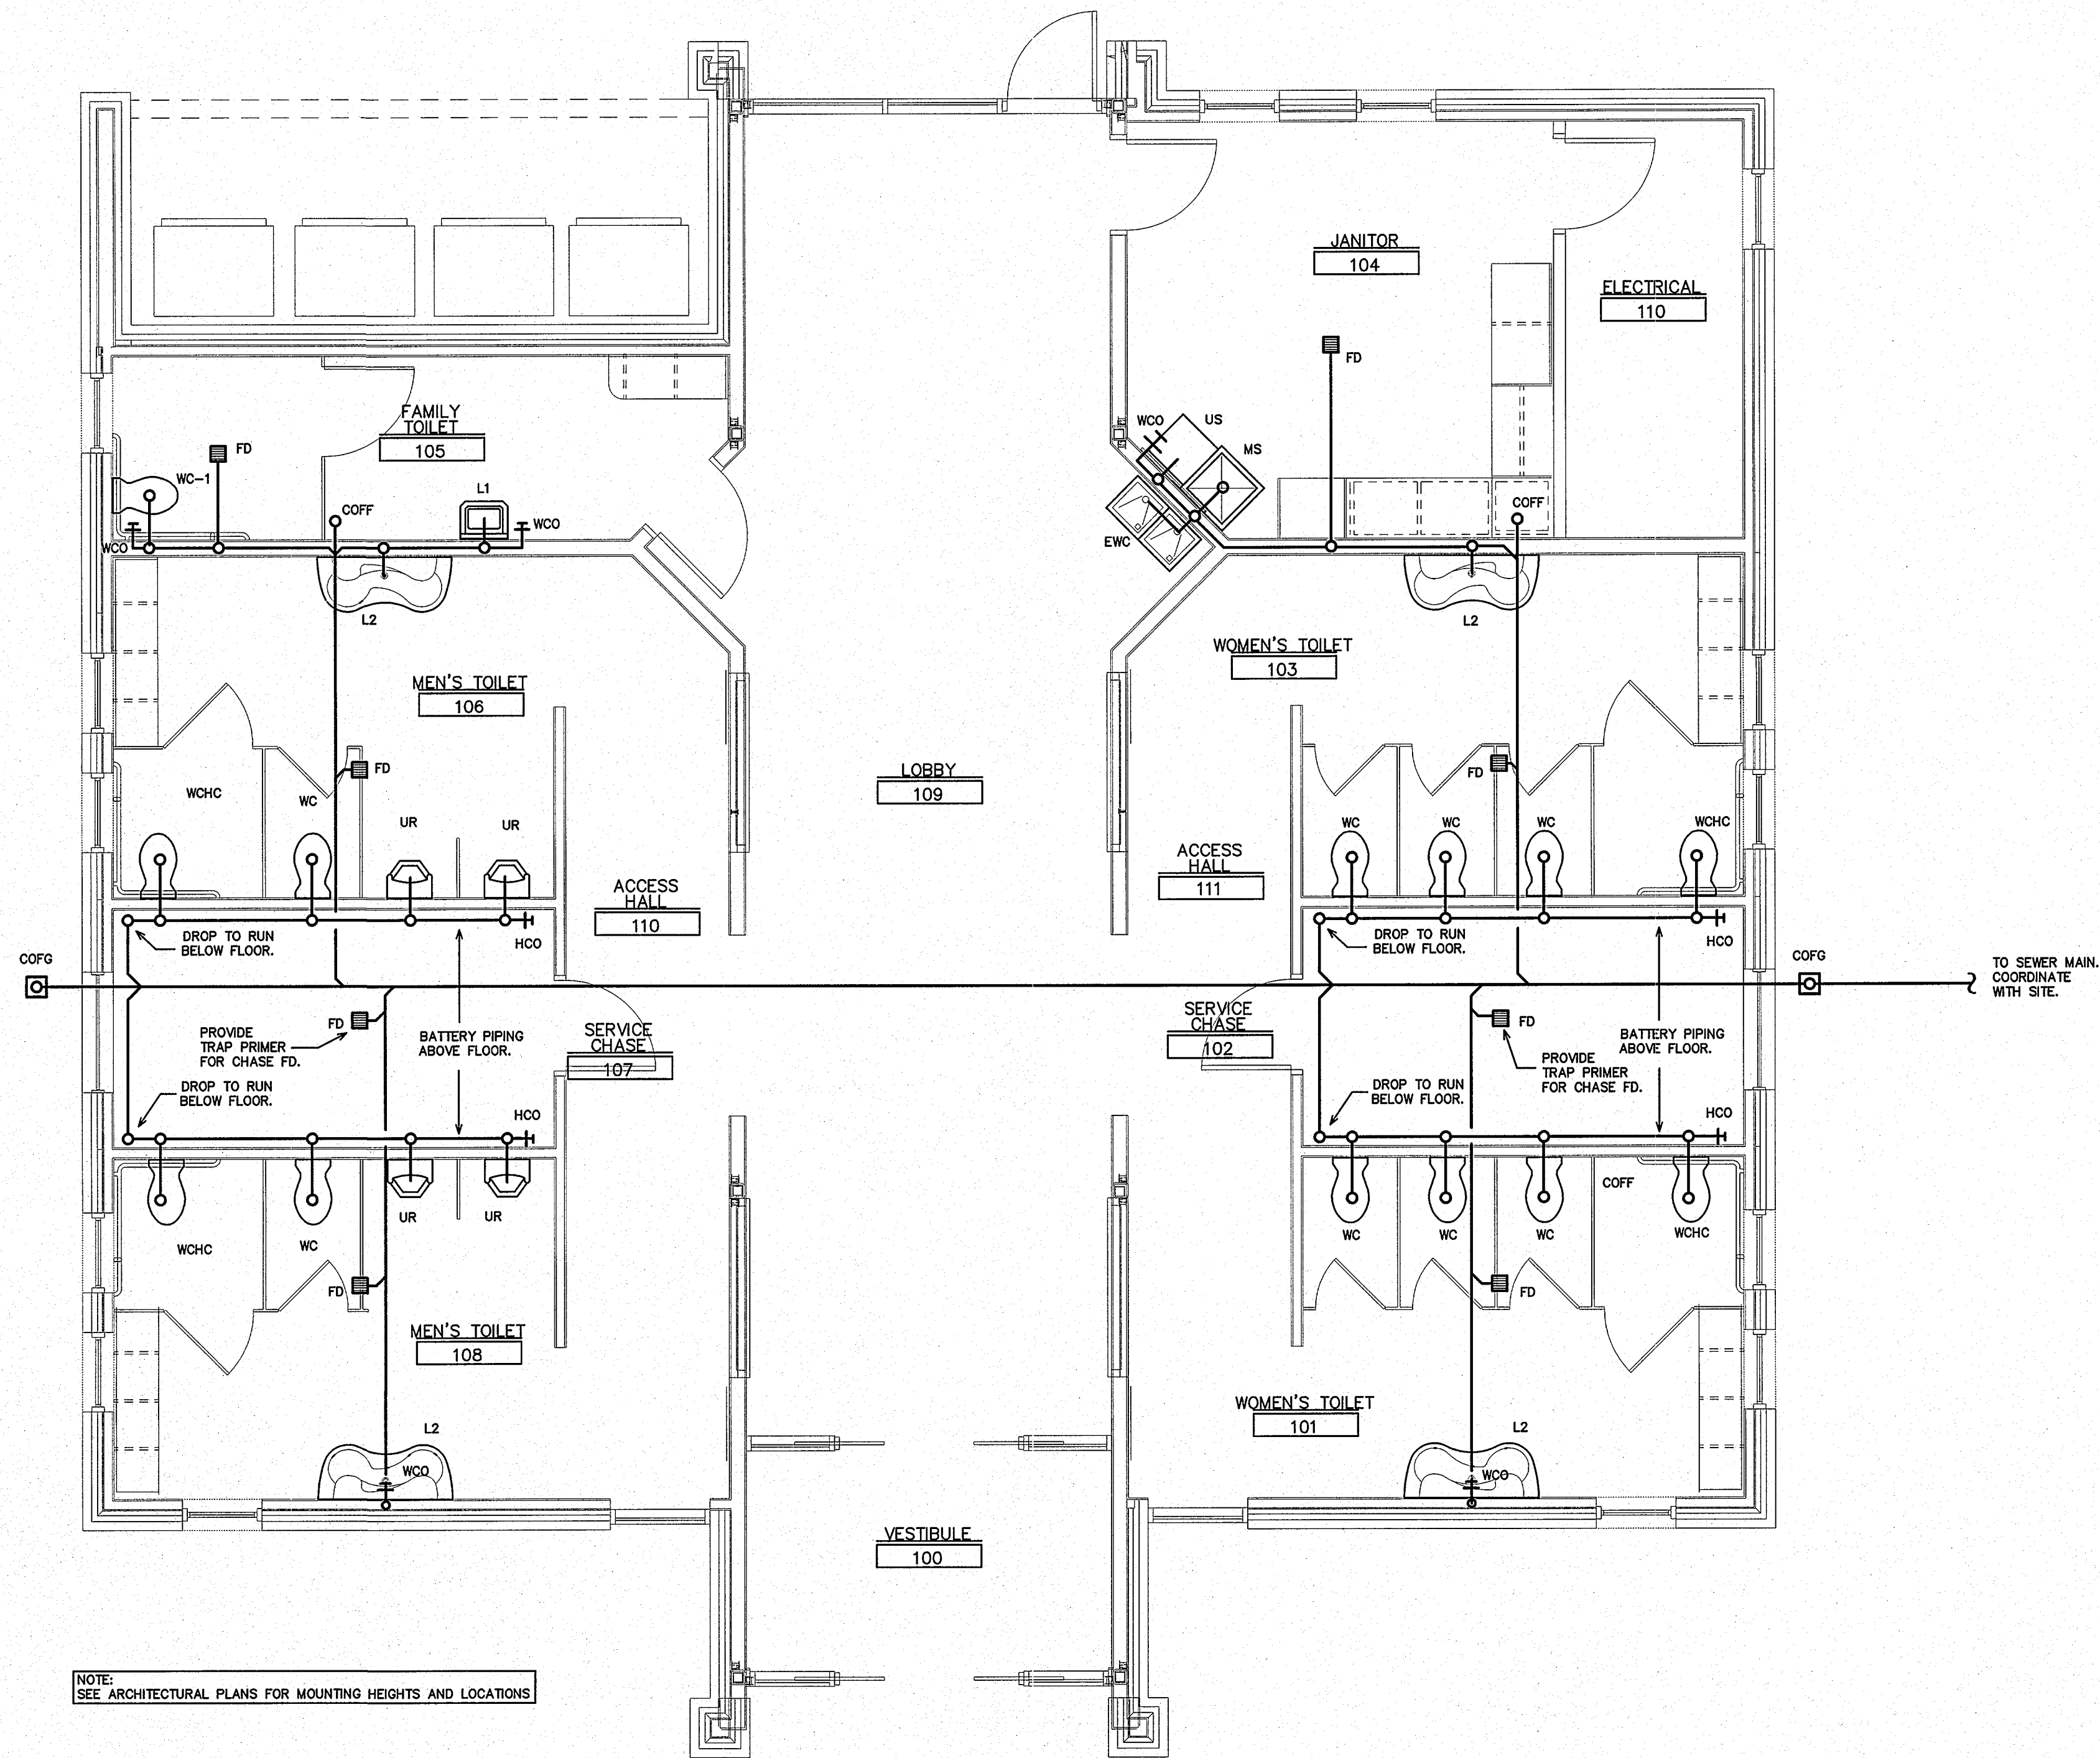 JANITOR
104
ELECTRICAL
110
FD
FAMILY
TOILET
105
FD
WC-1
L1
COFF
WCO
WCO
WCO
US
MS
EWC
COFF
L2
L2
MEN'S TOILET
106
WOMEN'S TOILET
103
LOBBY
109
FD
FD
WCHC
WC
UR
UR
WC
WC
WC
WCHC
ACCESS
HALL
110
ACCESS
HALL
111
DROP TO RUN
BELOW FLOOR.
HCO
DROP TO RUN
BELOW FLOOR.
HCO
COFG
COFG
TO SEWER MAIN.
COORDINATE
WITH SITE.
FD
PROVIDE
TRAP PRIMER
FOR CHASE FD.
BATTERY PIPING
ABOVE FLOOR.
SERVICE
CHASE
107
SERVICE
CHASE
102
FD
BATTERY PIPING
ABOVE FLOOR.
PROVIDE
TRAP PRIMER
FOR CHASE FD.
DROP TO RUN
BELOW FLOOR.
HCO
DROP TO RUN
BELOW FLOOR.
HCO
UR
UR
WCHC
WC
COFF
WC
WC
WC
WCHC
FD
FD
MEN'S TOILET
108
WOMEN'S TOILET
101
L2
WCO
L2
WCO
VESTIBULE
100
NOTE:
SEE ARCHITECTURAL PLANS FOR MOUNTING HEIGHTS AND LOCATIONS